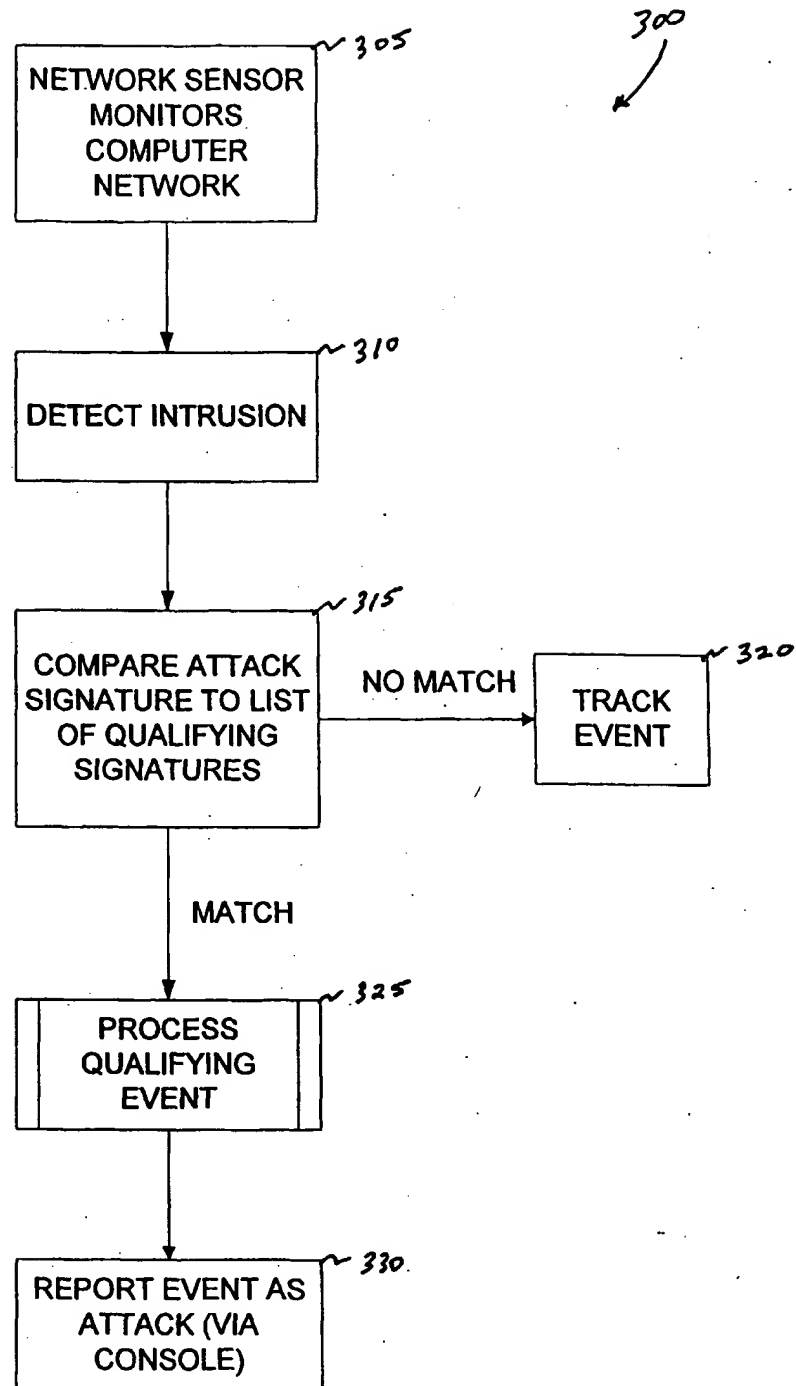 300
305
NETWORK SENSOR
MONITORS
COMPUTER
NETWORK
310
DETECT INTRUSION
315
COMPARE ATTACK
SIGNATURE TO LIST
OF QUALIFYING
SIGNATURES
NO MATCH
320
TRACK
EVENT
MATCH
325
PROCESS
QUALIFYING
EVENT
330
REPORT EVENT AS
ATTACK (VIA
CONSOLE)